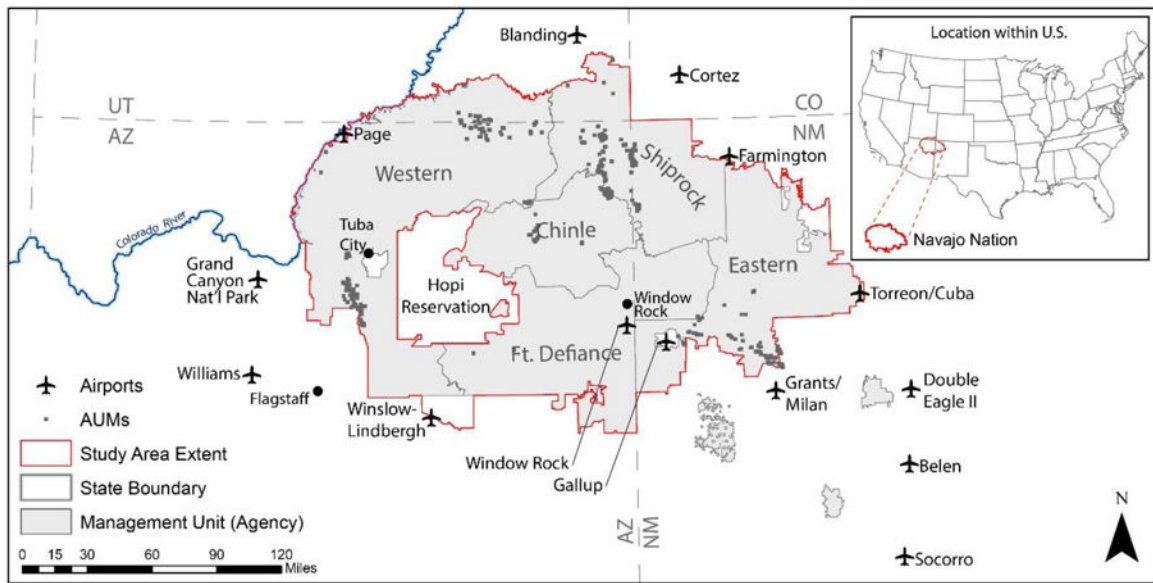 Blanding
Cortez
Location within U.S.
UT
AZ
CO
NM
Page
Farmington
Western
Shiprock
Colorado River
Tuba
City
Chinle
Navajo Nation
Grand
Canyon
Nat'l Park
Hopi
Reservation
Eastern
Window
Rock
Torreon/Cuba
Ft. Defiance
Williams
Flagstaff
Winslow-
Lindbergh
Grants/
Milan
Double
Eagle II
Window Rock
Gallup
Belen
Socorro
AZ
NM
N
Airports
AUMs
Study Area Extent
State Boundary
Management Unit (Agency)
0 15 30 60 90 120
Miles